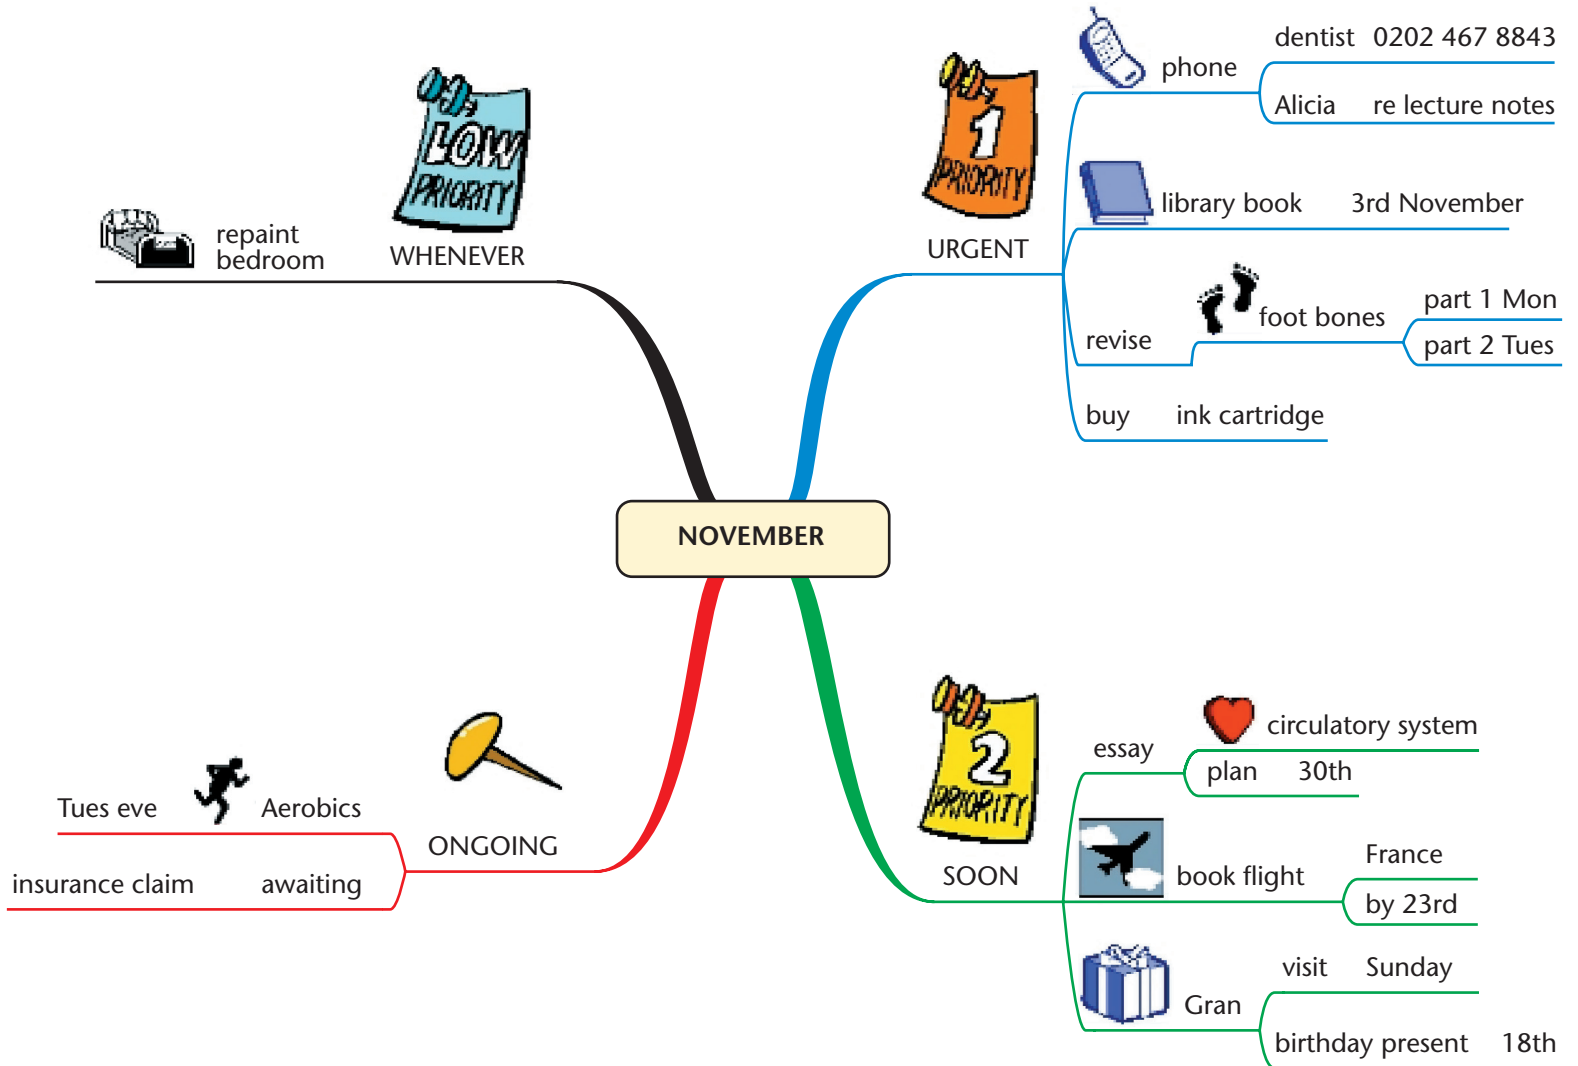 NOVEMBER
1
PRIORITY
URGENT
phone
dentist 0202 467 8843
Alicia re lecture notes
library book 3rd November
revise
foot bones
part 1 Mon
part 2 Tues
buy ink cartridge
2
PRIORITY
SOON
essay
circulatory system
plan 30th
book flight
France
by 23rd
Gran
visit Sunday
birthday present 18th
ONGOING
Tues eve Aerobics
insurance claim awaiting
LOW
PRIORITY
WHENEVER
repaint
bedroom